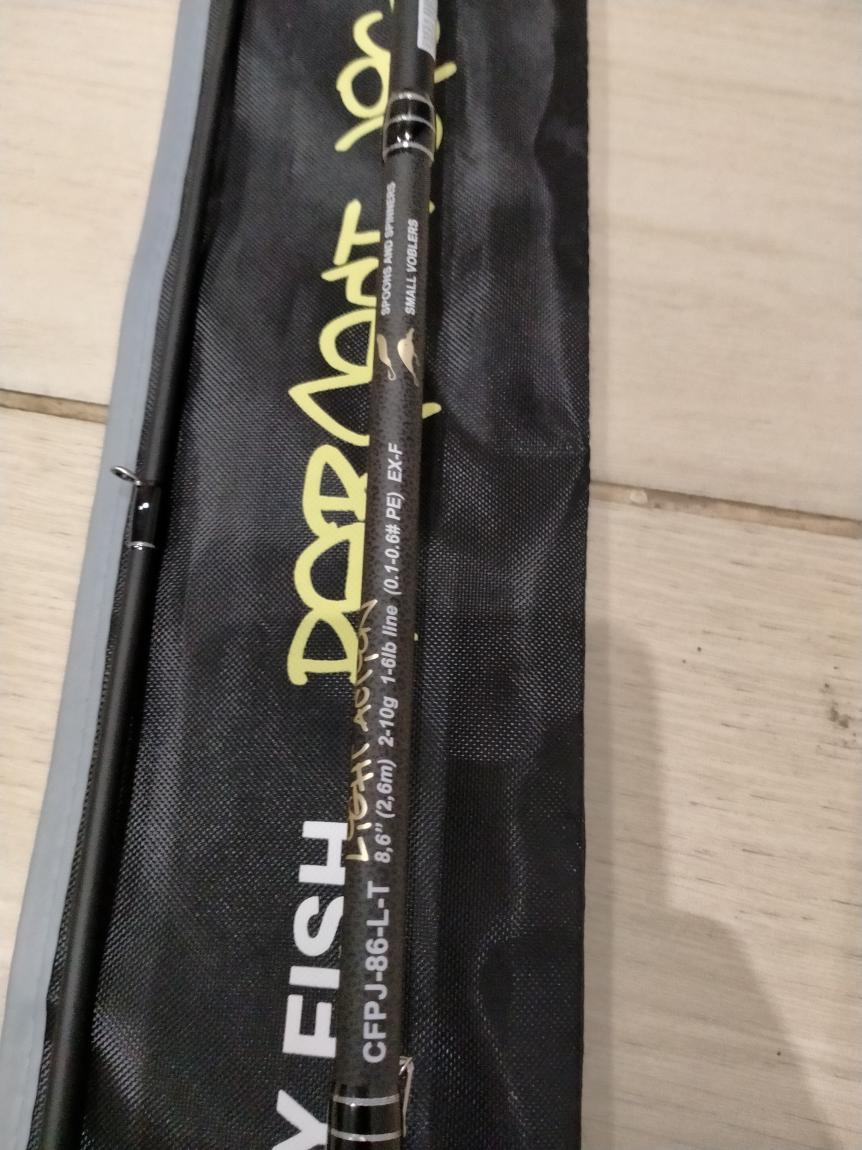 SPOONS AND SPINNERS
SMALL VOBLERS
CFPJ-86-L-T 8,6" (2,6m) 2-10g 1-6lb line (0.1-0.6# PE) EX-F
LIGHT ACTION
Y FISH